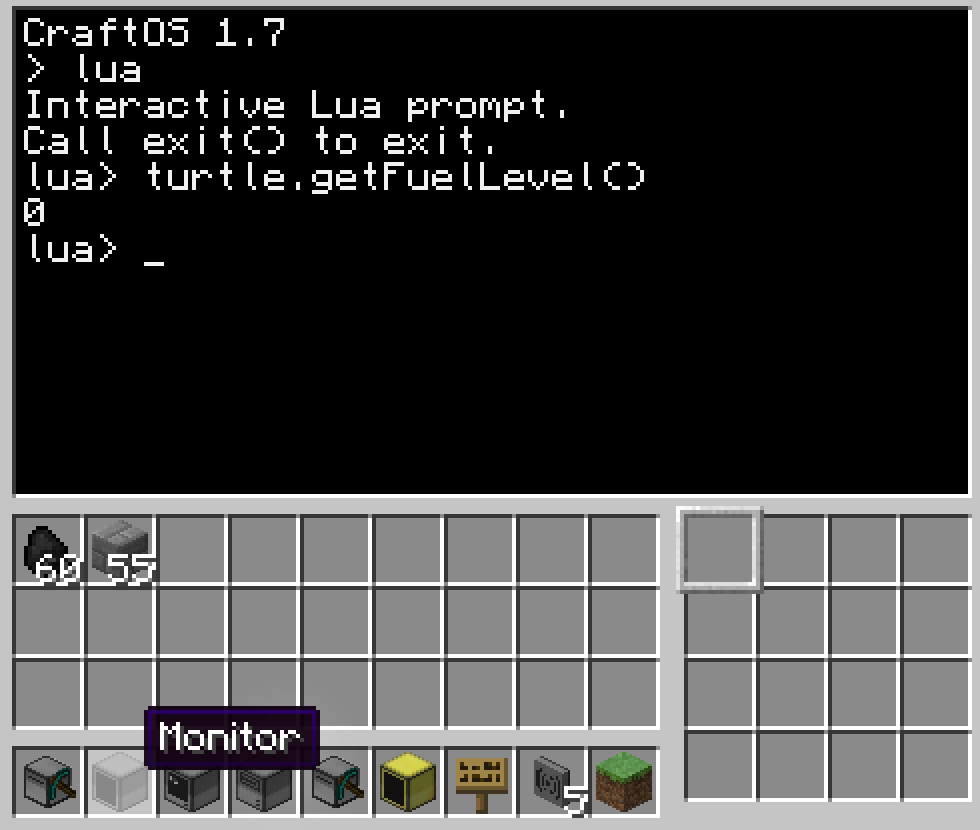 CraftOS 1.7
> lua
Interactive Lua prompt.
Call exit() to exit.
lua> turtle.getFuelLevel()
0
lua> _
60 55
Monitor
5